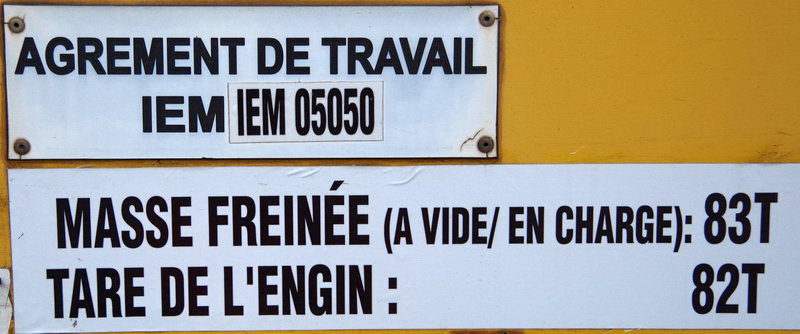 AGREMENT DE TRAVAIL
IEM IEM 05050
MASSE FREINÉE (A VIDE/ EN CHARGE): 83T
TARE DE L'ENGIN : 82T